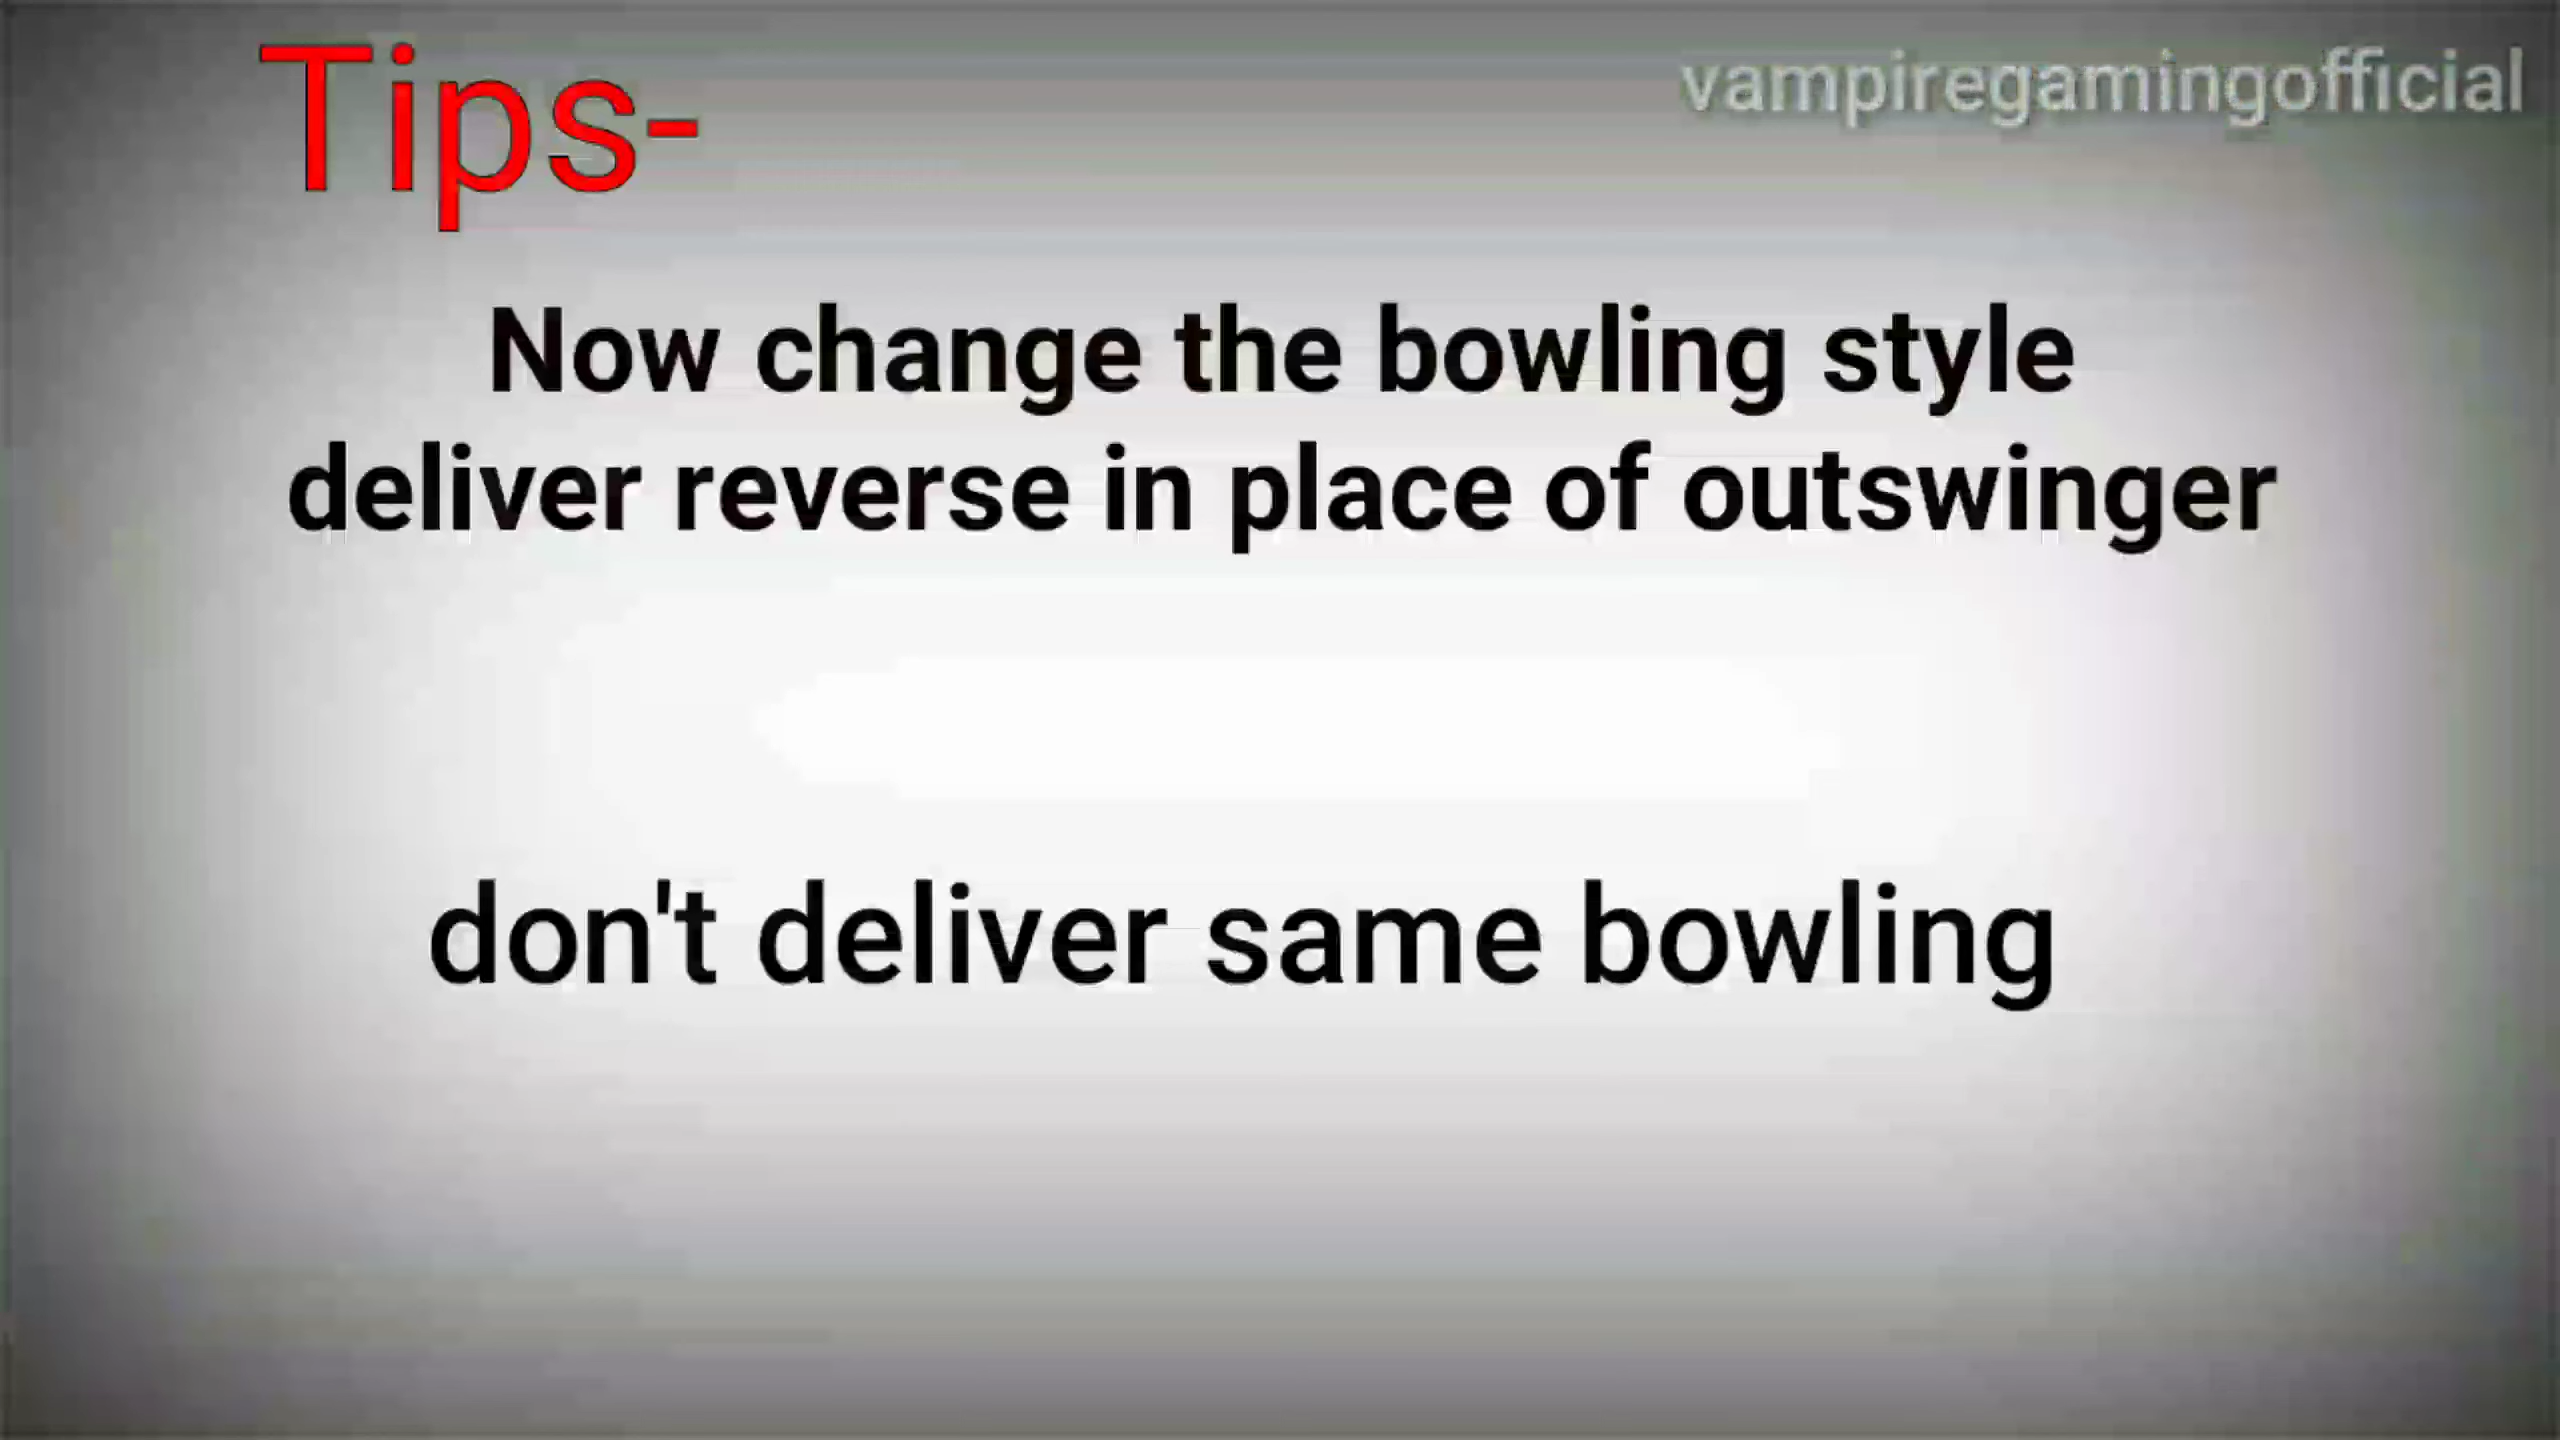 Tips-
vampiregamingofficial
Now change the bowling style
deliver reverse in place of outswinger
don't deliver same bowling